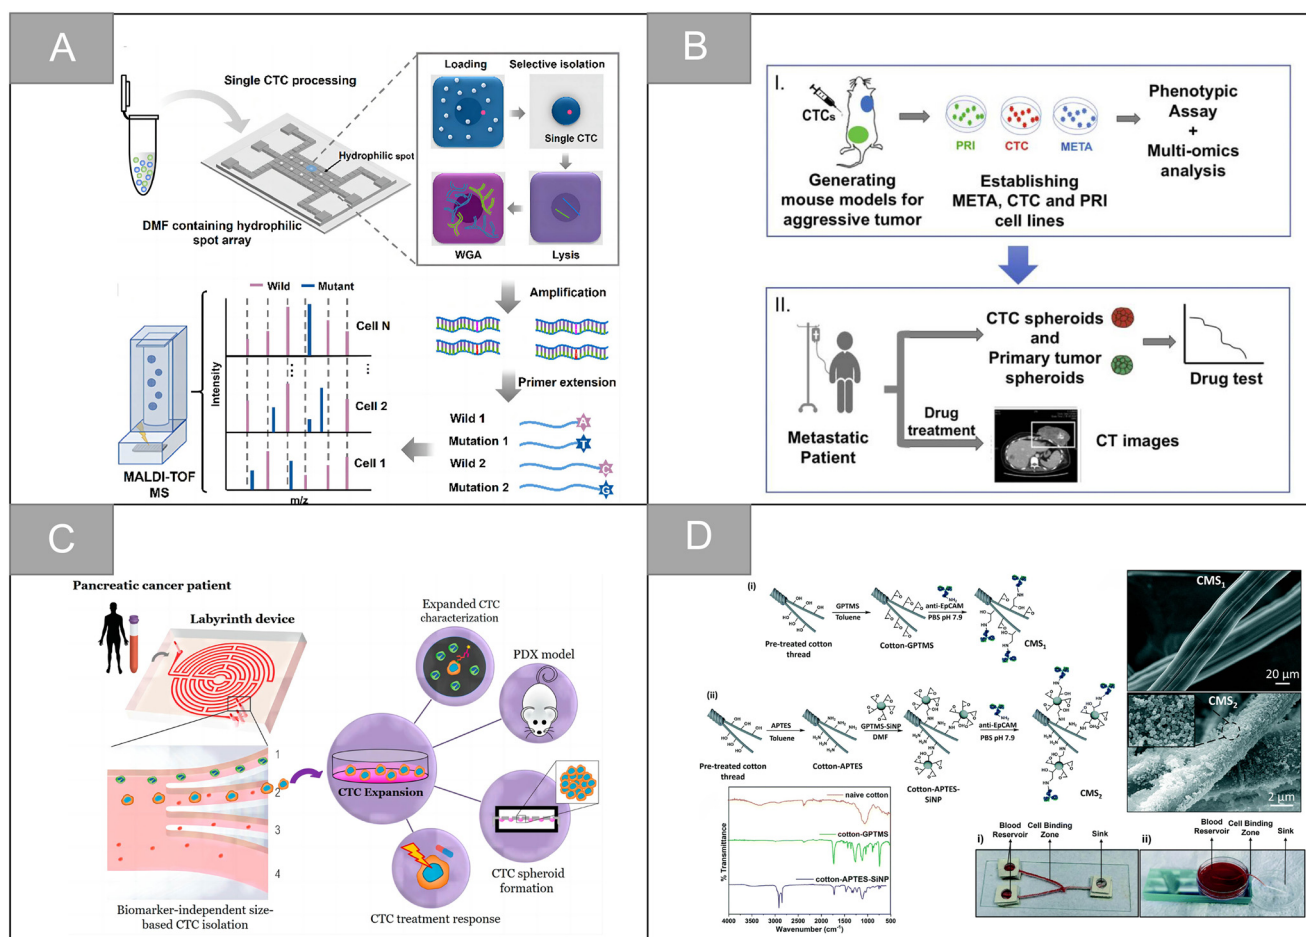 A
Single CTC processing
Loading
Selective isolation
Single CTC
Hydrophilic spot
DMF containing hydrophilic
spot array
WGA
Lysis
Amplification
Primer extension
Wild 1
A
Mutation 1
T
Wild 2
C
Mutation 2
G
Wild
Mutant
Cell N
...
...
Cell 2
Cell 1
Intensity
m/z
MALDI-TOF
MS
B
I.
CTCs
PRI
CTC
META
Generating
mouse models for
aggressive tumor
Establishing
META, CTC and PRI
cell lines
Phenotypic
Assay
+
Multi-omics
analysis
II.
Metastatic
Patient
CTC spheroids
and
Primary tumor
spheroids
Drug test
Drug
treatment
CT images
C
Pancreatic cancer
patient
Labyrinth device
1
2
3
4
Biomarker-independent size-
based CTC isolation
CTC Expansion
Expanded CTC
characterization
PDX model
CTC spheroid
formation
CTC treatment response
D
(i)
Pre-treated cotton
thread
GPTMS
Toluene
Cotton-GPTMS
anti-EpCAM
PBS pH 7.9
CMS1
(ii)
Pre-treated cotton
thread
APTES
Toluene
Cotton-APTES
GPTMS-SiNP
DMF
Cotton-APTES-
SiNP
anti-EpCAM
PBS pH 7.9
CMS2
CMS1
20 µm
CMS2
2 µm
naive cotton
cotton-GPTMS
cotton-APTES-SiNP
% Transmittance
4000 3500 3000 2500 2000 1500 1000 500
Wavenumber (cm⁻¹)
i)
Blood
Reservoir
Cell Binding
Zone
Sink
ii)
Blood
Reservoir
Cell Binding
Zone
Sink